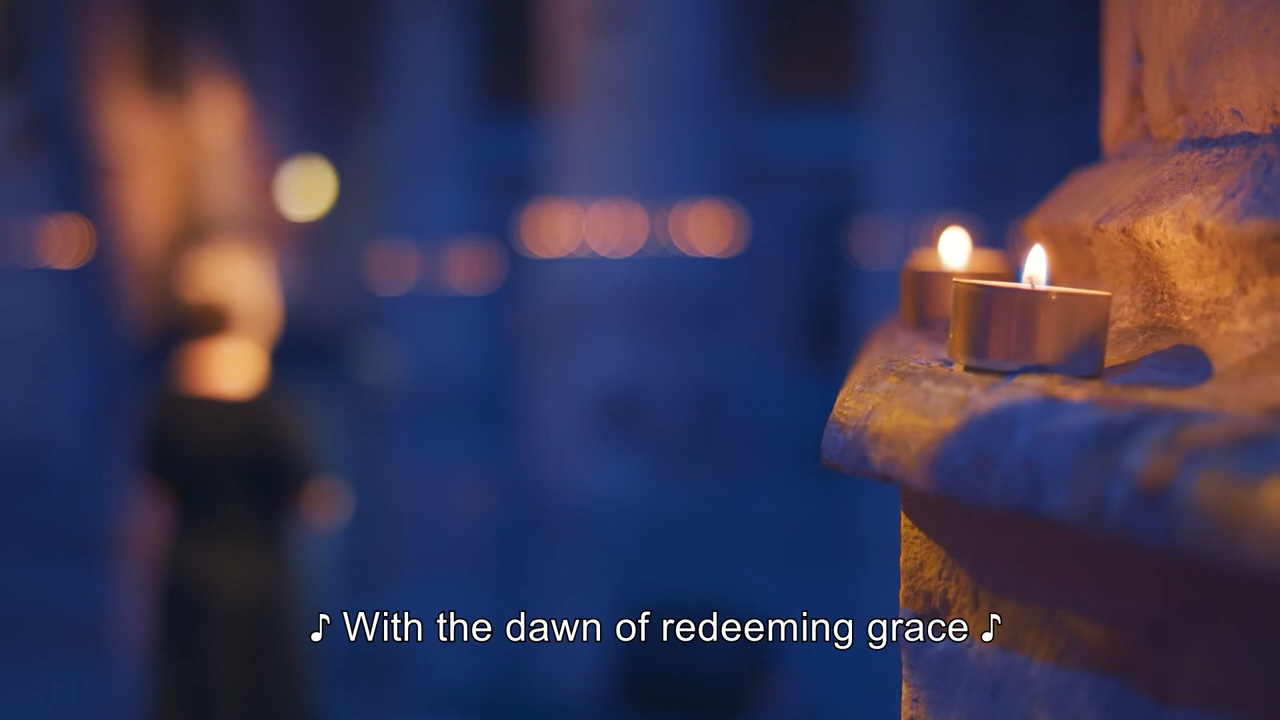 ♪ With the dawn of redeeming grace ♪